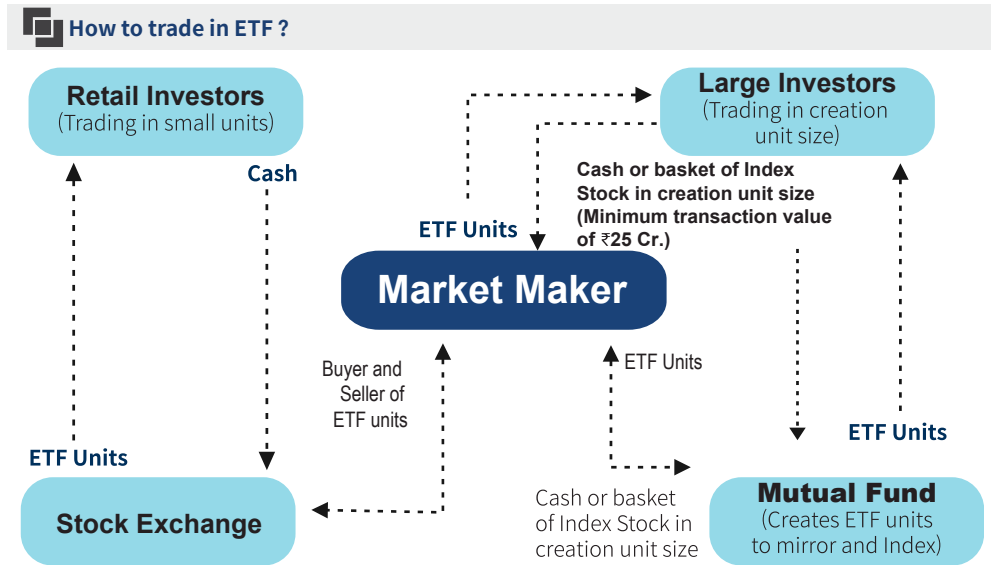 How to trade in ETF ?
Retail Investors
(Trading in small units)
Large Investors
(Trading in creation
unit size)
Cash
Cash or basket of Index
Stock in creation unit size
(Minimum transaction value
of ₹25 Cr.)
ETF Units
Market Maker
Buyer and
Seller of
ETF units
ETF Units
ETF Units
ETF Units
Stock Exchange
Cash or basket
of Index Stock in
creation unit size
Mutual Fund
(Creates ETF units
to mirror and Index)